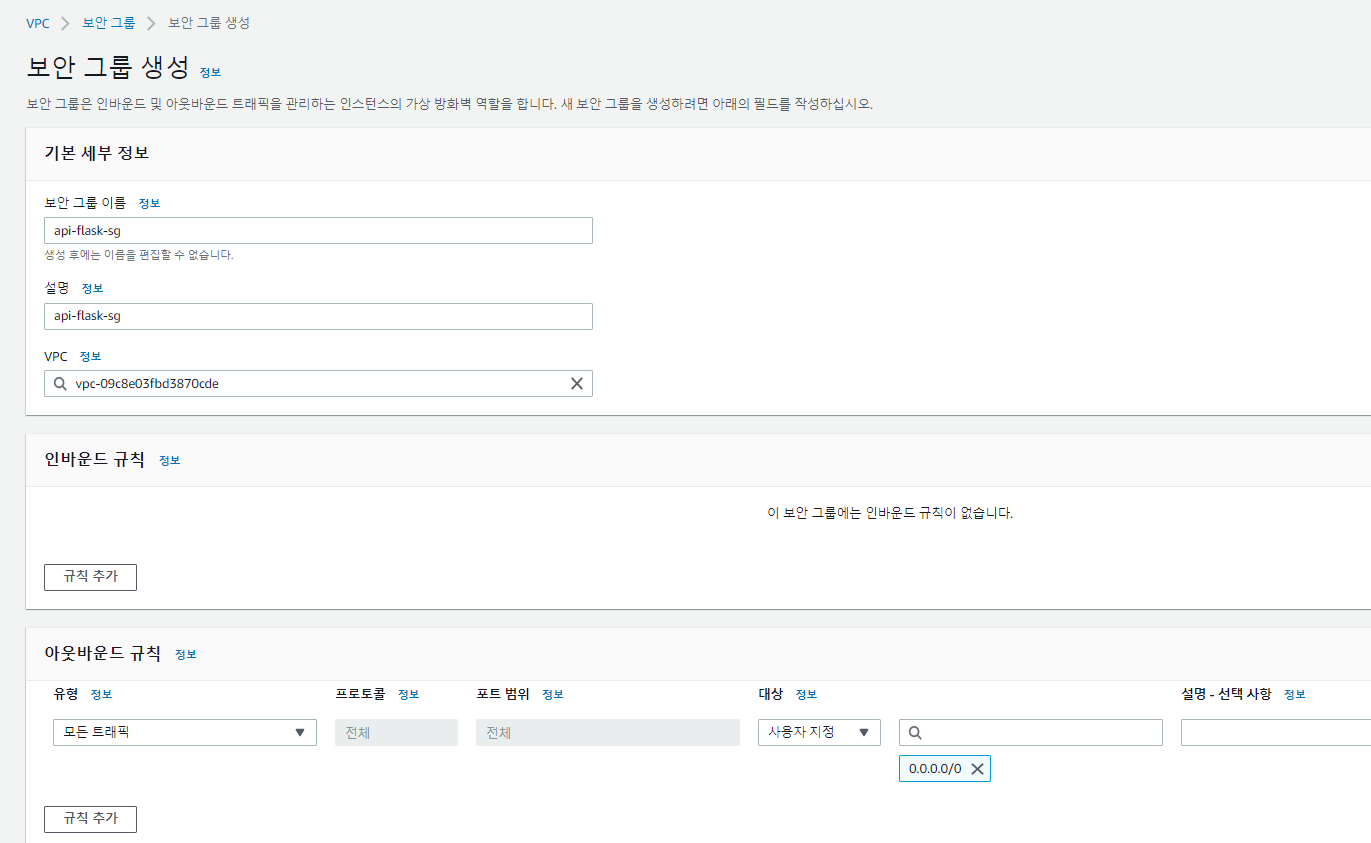 VPC 보안 그룹 보안 그룹 생성
보안 그룹 생성 정보
보안 그룹은 인바운드 및 아웃바운드 트래픽을 관리하는 인스턴스의 가상 방화벽 역할을 합니다. 새 보안 그룹을 생성하려면 아래의 필드를 작성하십시오.
기본 세부 정보
보안 그룹 이름 정보
api-flask-sg
생성 후에는 이름을 편집할 수 없습니다.
설명 정보
api-flask-sg
VPC 정보
vpc-09c8e03fbd3870cde
인바운드 규칙 정보
이 보안 그룹에는 인바운드 규칙이 없습니다.
규칙 추가
아웃바운드 규칙 정보
유형 정보 프로토콜 정보 포트 범위 정보 대상 정보 설명 - 선택 사항 정보
모든 트래픽 전체 전체 사용자 지정
0.0.0.0/0
규칙 추가